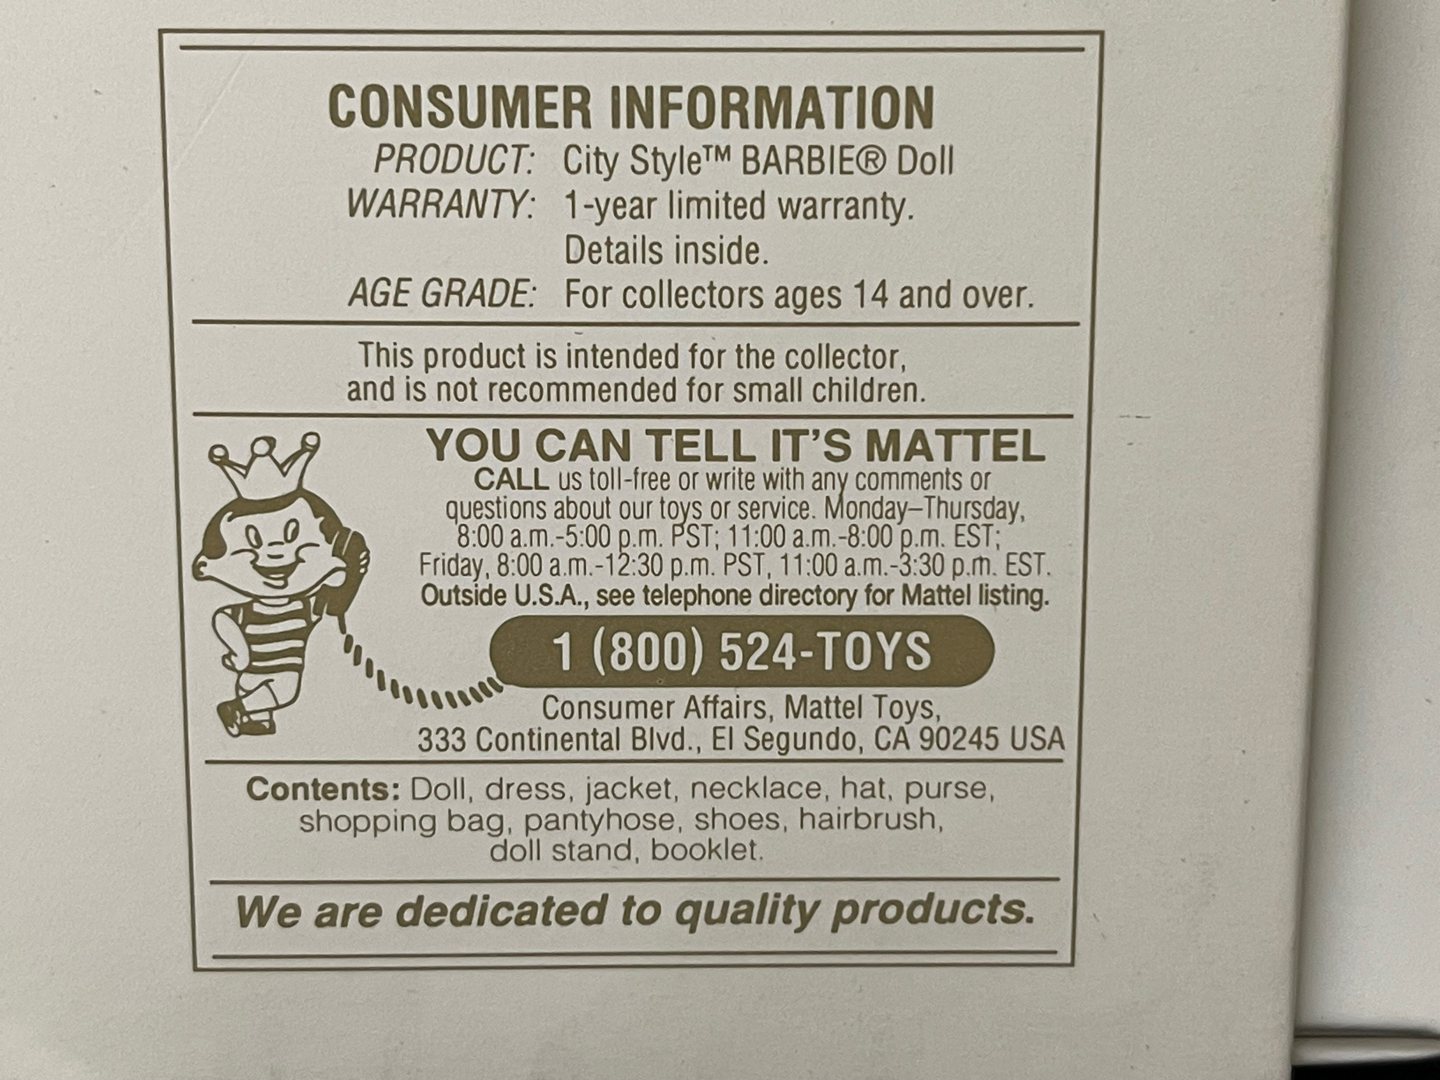 CONSUMER INFORMATION
PRODUCT: City Style™ BARBIE® Doll
WARRANTY: 1-year limited warranty.
Details inside.
AGE GRADE: For collectors ages 14 and over.
This product is intended for the collector,
and is not recommended for small children.
YOU CAN TELL IT'S MATTEL
CALL us toll-free or write with any comments or
questions about our toys or service. Monday–Thursday,
8:00 a.m.-5:00 p.m. PST; 11:00 a.m.-8:00 p.m. EST;
Friday, 8:00 a.m.-12:30 p.m. PST, 11:00 a.m.-3:30 p.m. EST.
Outside U.S.A., see telephone directory for Mattel listing.
1 (800) 524-TOYS
Consumer Affairs, Mattel Toys,
333 Continental Blvd., El Segundo, CA 90245 USA
Contents: Doll, dress, jacket, necklace, hat, purse,
shopping bag, pantyhose, shoes, hairbrush,
doll stand, booklet.
We are dedicated to quality products.